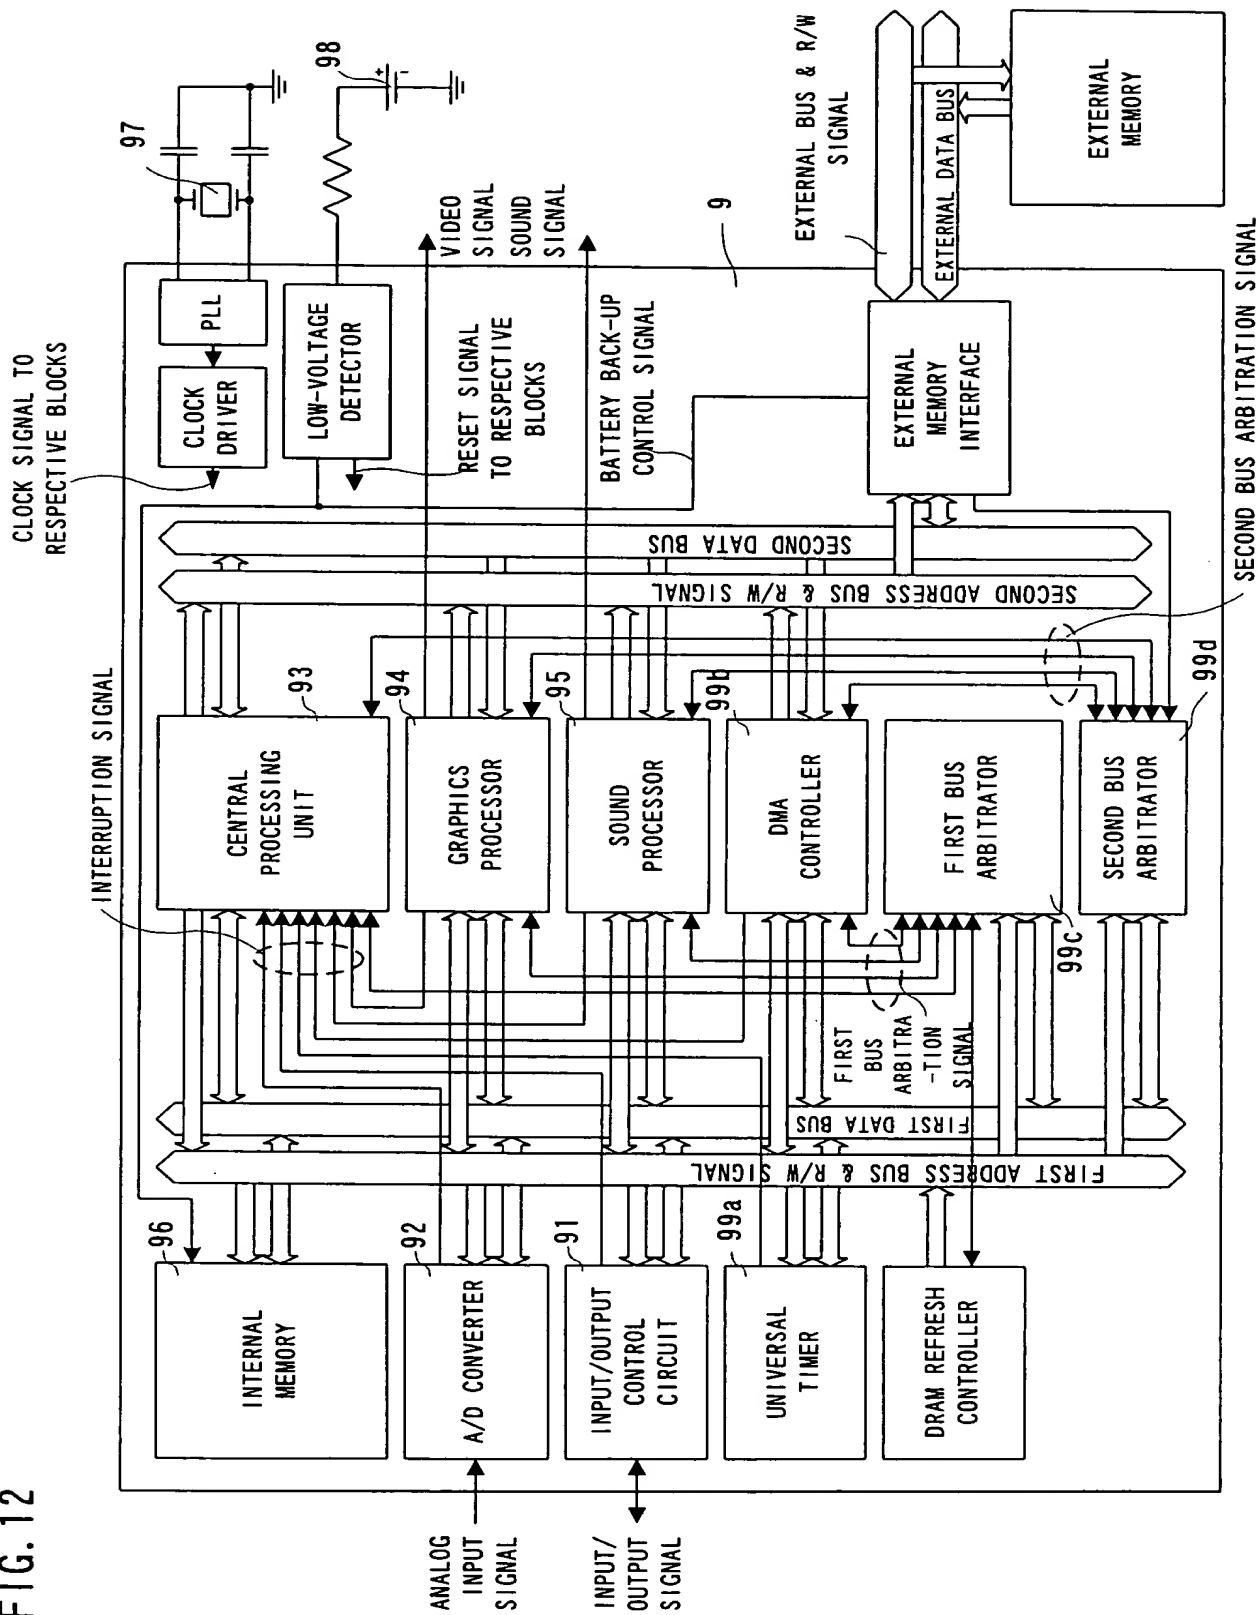 FIG. 12
CLOCK SIGNAL TO
RESPECTIVE BLOCKS
97
98
PLL
CLOCK
DRIVER
LOW-VOLTAGE
DETECTOR
RESET SIGNAL
TO RESPECTIVE
BLOCKS
VIDEO
SIGNAL
SOUND
SIGNAL
BATTERY BACK-UP
CONTROL SIGNAL
9
EXTERNAL BUS & R/W
SIGNAL
EXTERNAL DATA BUS
EXTERNAL
MEMORY
EXTERNAL
MEMORY
INTERFACE
SECOND BUS ARBITRATION SIGNAL
SECOND DATA BUS
SECOND ADDRESS BUS & R/W SIGNAL
INTERRUPTION SIGNAL
93
CENTRAL
PROCESSING
UNIT
94
GRAPHICS
PROCESSOR
95
SOUND
PROCESSOR
99b
DMA
CONTROLLER
FIRST BUS
ARBITRATOR
99c
99d
SECOND BUS
ARBITRATOR
FIRST
BUS
ARBITRA
-TION
SIGNAL
FIRST DATA BUS
FIRST ADDRESS BUS & R/W SIGNAL
96
INTERNAL
MEMORY
92
A/D CONVERTER
91
INPUT/OUTPUT
CONTROL
CIRCUIT
99a
UNIVERSAL
TIMER
DRAM REFRESH
CONTROLLER
ANALOG
INPUT
SIGNAL
INPUT/
OUTPUT
SIGNAL